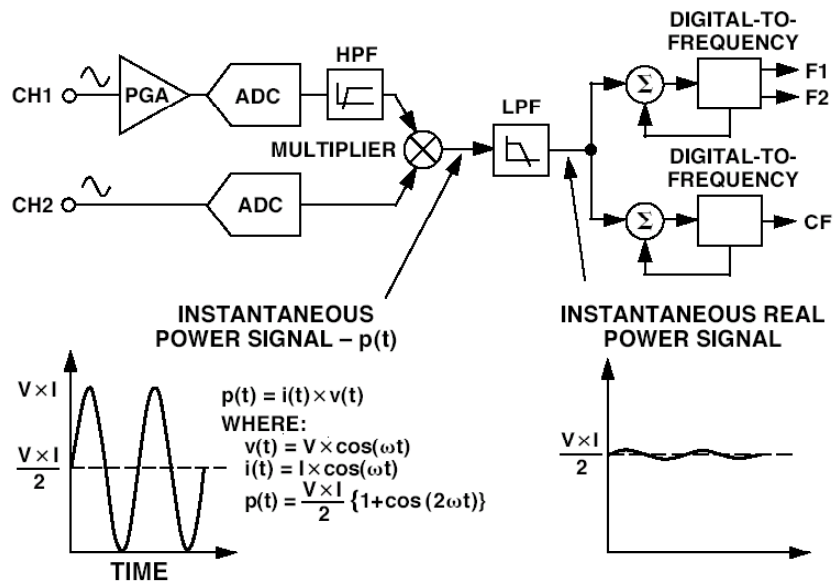 DIGITAL-TO-
FREQUENCY
HPF
CH1
PGA
ADC
LPF
Σ
F1
F2
MULTIPLIER
DIGITAL-TO-
FREQUENCY
CH2
ADC
Σ
CF
INSTANTANEOUS
POWER SIGNAL – p(t)
INSTANTANEOUS REAL
POWER SIGNAL
V × I
V × I
2
p(t) = i(t) × v(t)
WHERE:
v(t) = V × cos(ωt)
i(t) = I × cos(ωt)
p(t) = V × I / 2 {1+cos (2ωt)}
TIME
V × I
2